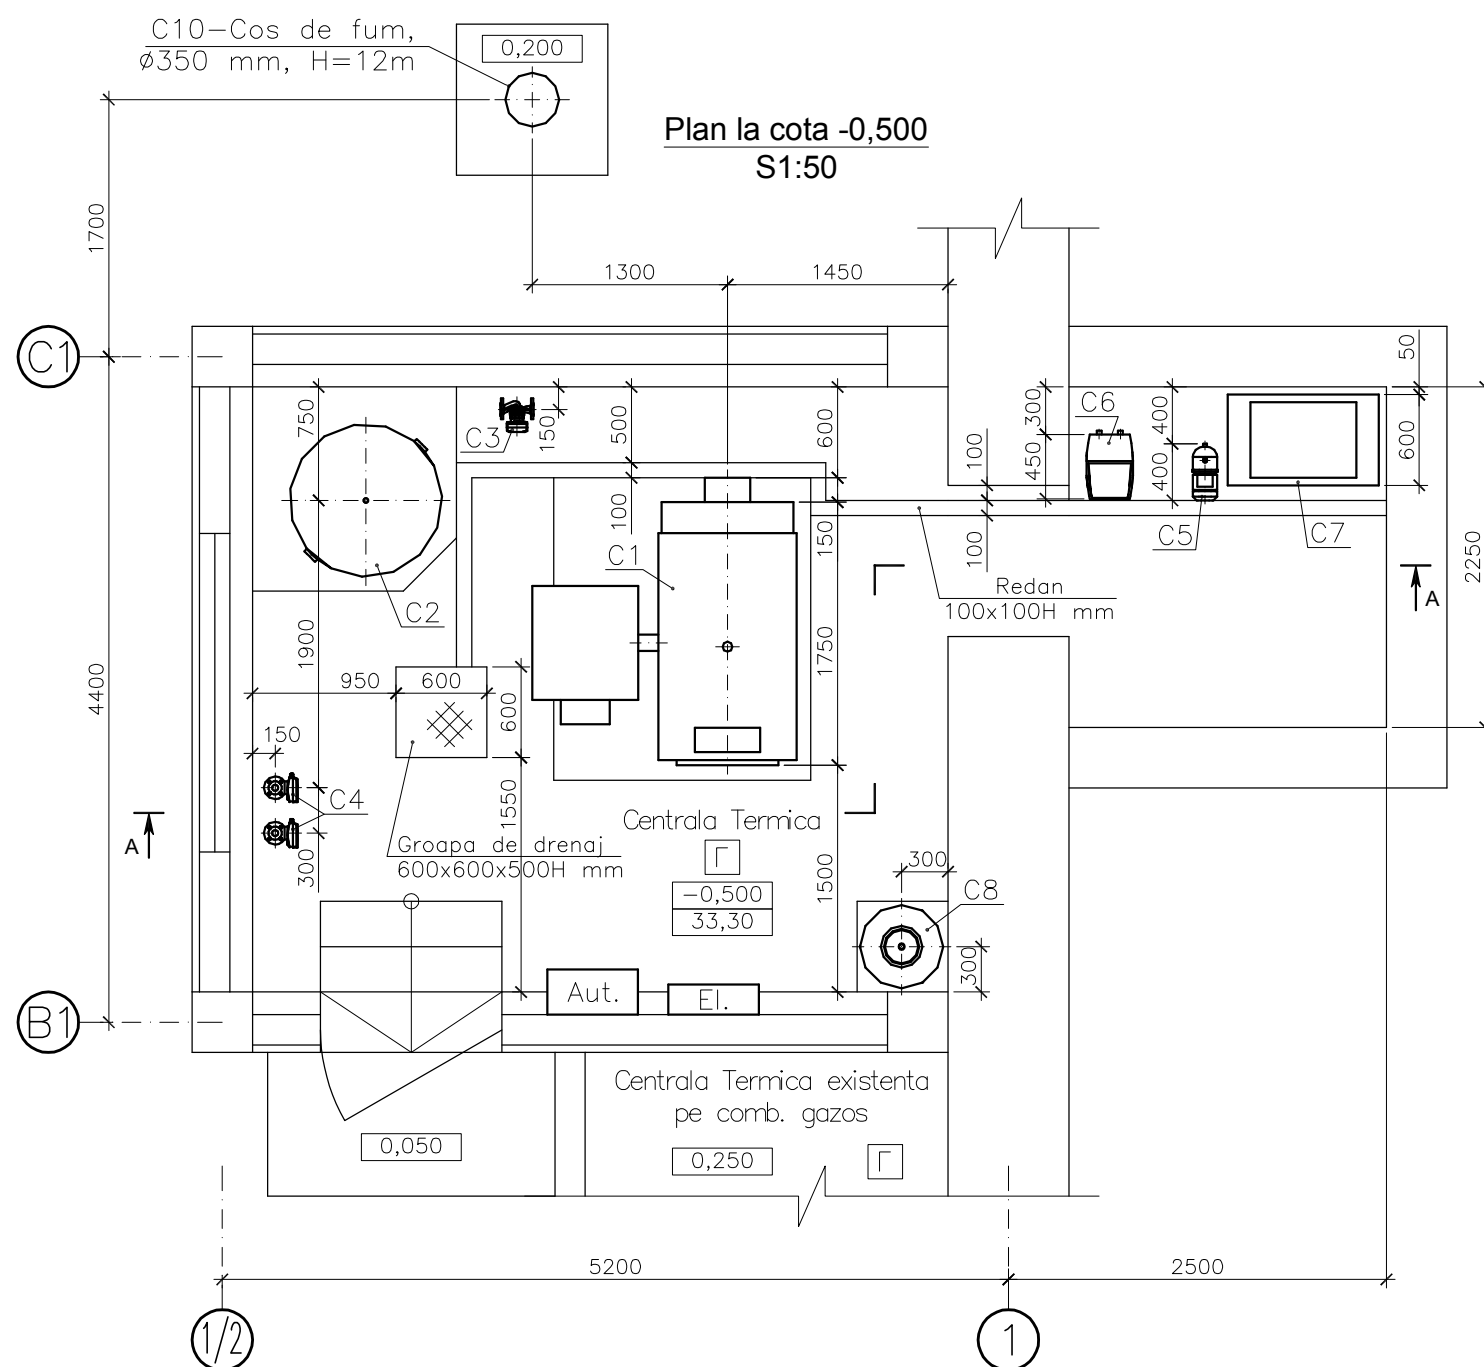 C10-Cos de fum,
Ø350 mm, H=12m
0,200
Plan la cota -0,500
S1:50
1700
1300
1450
C1
50
750
C3
150
500
600
300
C6
400
600
100
450
400
100
150
C5
C7
C1
100
2250
Redan
100x100H mm
A
C2
1900
1750
4400
950
600
600
150
C4
1550
Centrala Termica
A
Groapa de drenaj
600x600x500H mm
Г
300
-0,500
33,30
1500
300
C8
300
Aut.
El.
B1
Centrala Termica existenta
pe comb. gazos
0,050
0,250
Г
5200
2500
1/2
1